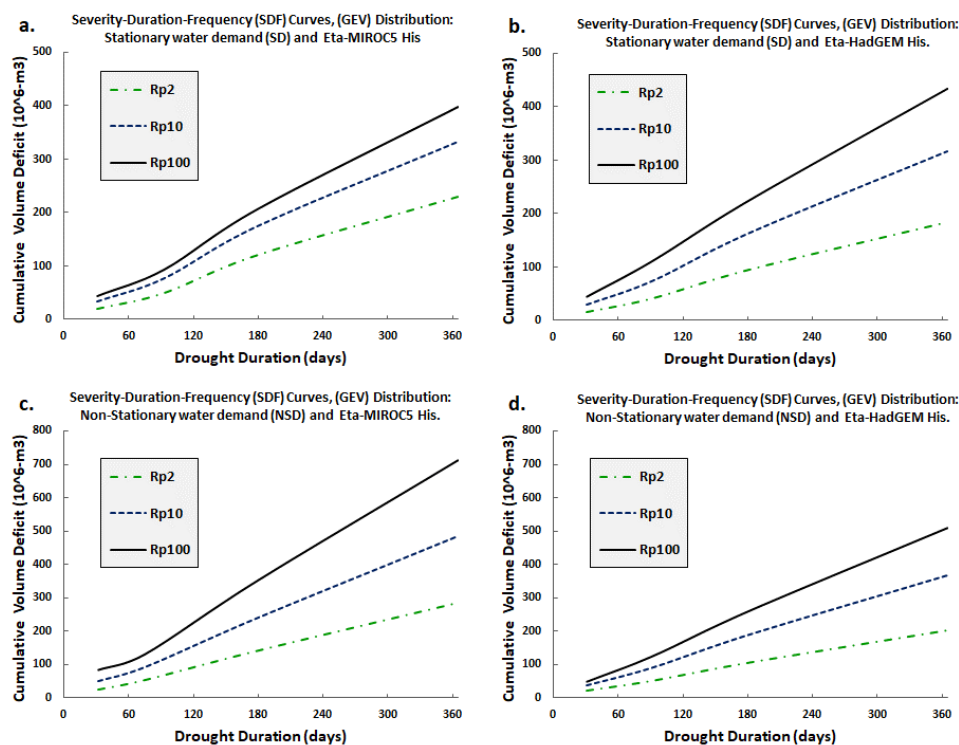 a.
Severity-Duration-Frequency (SDF) Curves, (GEV) Distribution:
Stationary water demand (SD) and Eta-MIROC5 His
Cumulative Volume Deficit (10^6-m3)
500
400
300
200
100
0
Rp2
Rp10
Rp100
0 60 120 180 240 300 360
Drought Duration (days)
b.
Severity-Duration-Frequency (SDF) Curves, (GEV) Distribution:
Stationary water demand (SD) and Eta-HadGEM His.
Cumulative Volume Deficit (10^6-m3)
500
400
300
200
100
0
Rp2
Rp10
Rp100
0 60 120 180 240 300 360
Drought Duration (days)
c.
Severity-Duration-Frequency (SDF) Curves, (GEV) Distribution:
Non-Stationary water demand (NSD) and Eta-MIROC5 His.
Cumulative Volume Deficit (10^6-m3)
800
700
600
500
400
300
200
100
0
Rp2
Rp10
Rp100
0 60 120 180 240 300 360
Drought Duration (days)
d.
Severity-Duration-Frequency (SDF) Curves, (GEV) Distribution:
Non-Stationary water demand (NSD) and Eta-HadGEM His.
Cumulative Volume Deficit (10^6-m3)
800
700
600
500
400
300
200
100
0
Rp2
Rp10
Rp100
0 60 120 180 240 300 360
Drought Duration (days)